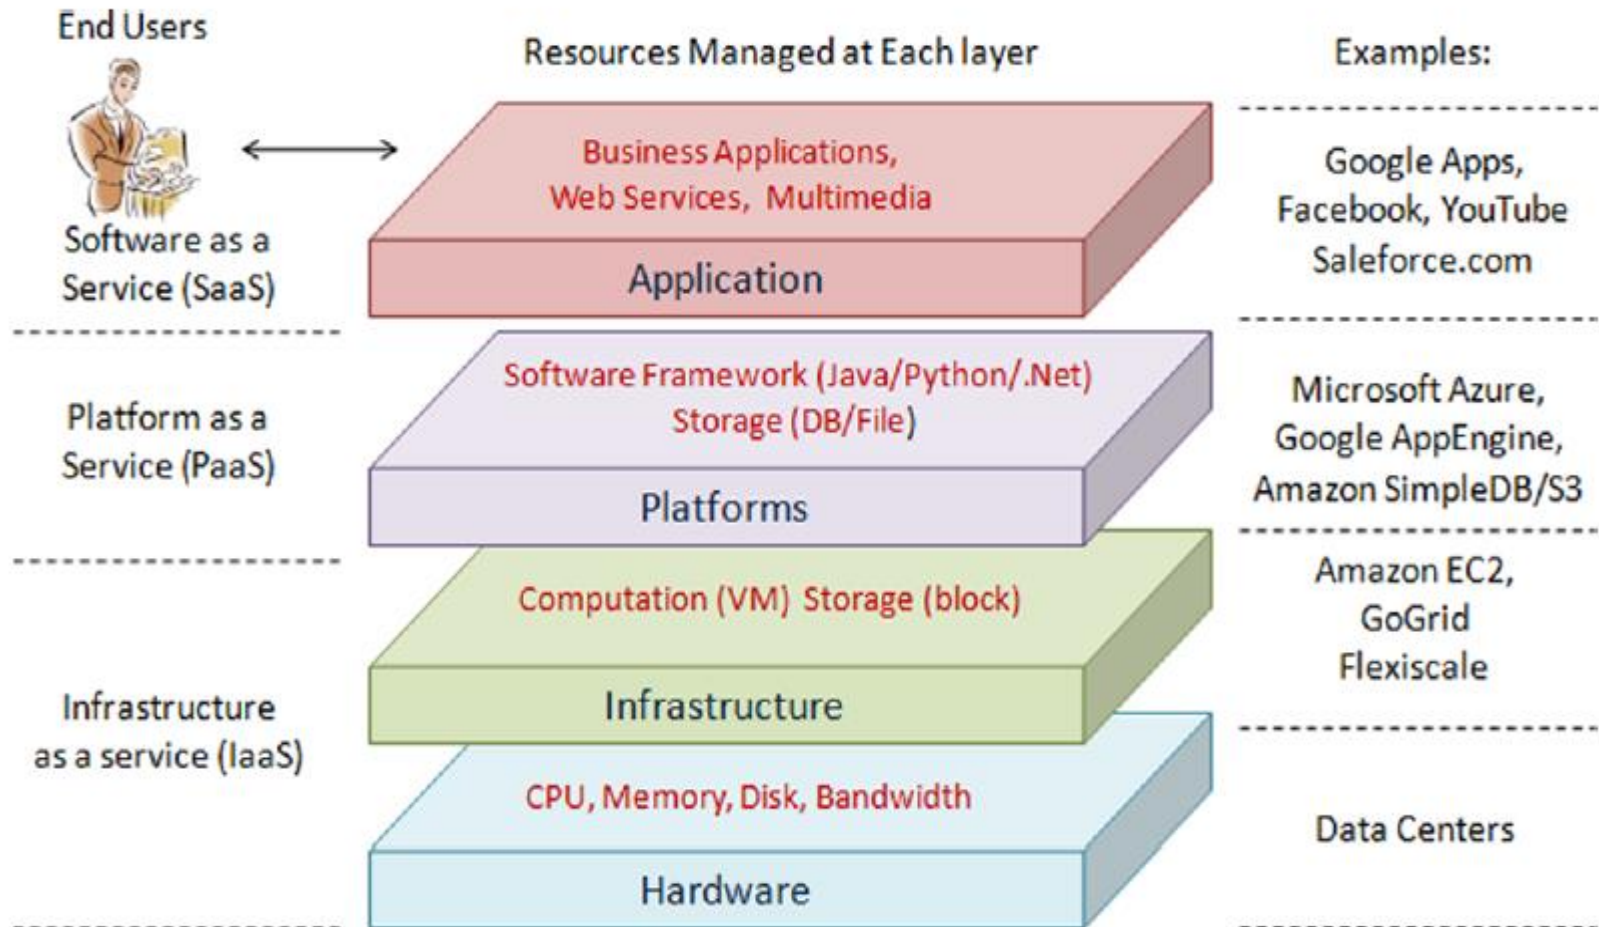 End Users
Resources Managed at Each layer
Examples:
Software as a
Service (SaaS)
Business Applications,
Web Services, Multimedia
Application
Google Apps,
Facebook, YouTube
Saleforce.com
Platform as a
Service (PaaS)
Software Framework (Java/Python/.Net)
Storage (DB/File)
Platforms
Microsoft Azure,
Google AppEngine,
Amazon SimpleDB/S3
Infrastructure
as a service (IaaS)
Computation (VM) Storage (block)
Infrastructure
Amazon EC2,
GoGrid
Flexiscale
CPU, Memory, Disk, Bandwidth
Hardware
Data Centers